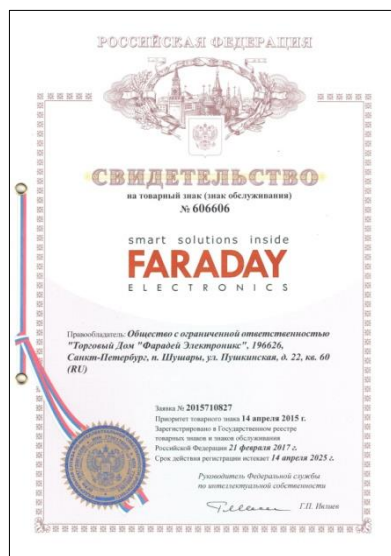 РОССИЙСКАЯ ФЕДЕРАЦИЯ
СВИДЕТЕЛЬСТВО
на товарный знак (знак обслуживания)
№ 606606
smart solutions inside
FARADAY
ELECTRONICS
Правообладатель: Общество с ограниченной ответственностью
"Торговый Дом "Фарадей Электроникс", 196626,
Санкт-Петербург, п. Шушары, ул. Пушкинская, д. 22, кв. 60
(RU)
Заявка № 2015710827
Приоритет товарного знака 14 апреля 2015 г.
Зарегистрировано в Государственном реестре
товарных знаков и знаков обслуживания
Российской Федерации 21 февраля 2017 г.
Срок действия регистрации истекает 14 апреля 2025 г.
Руководитель Федеральной службы
по интеллектуальной собственности
Г.П. Ивлиев